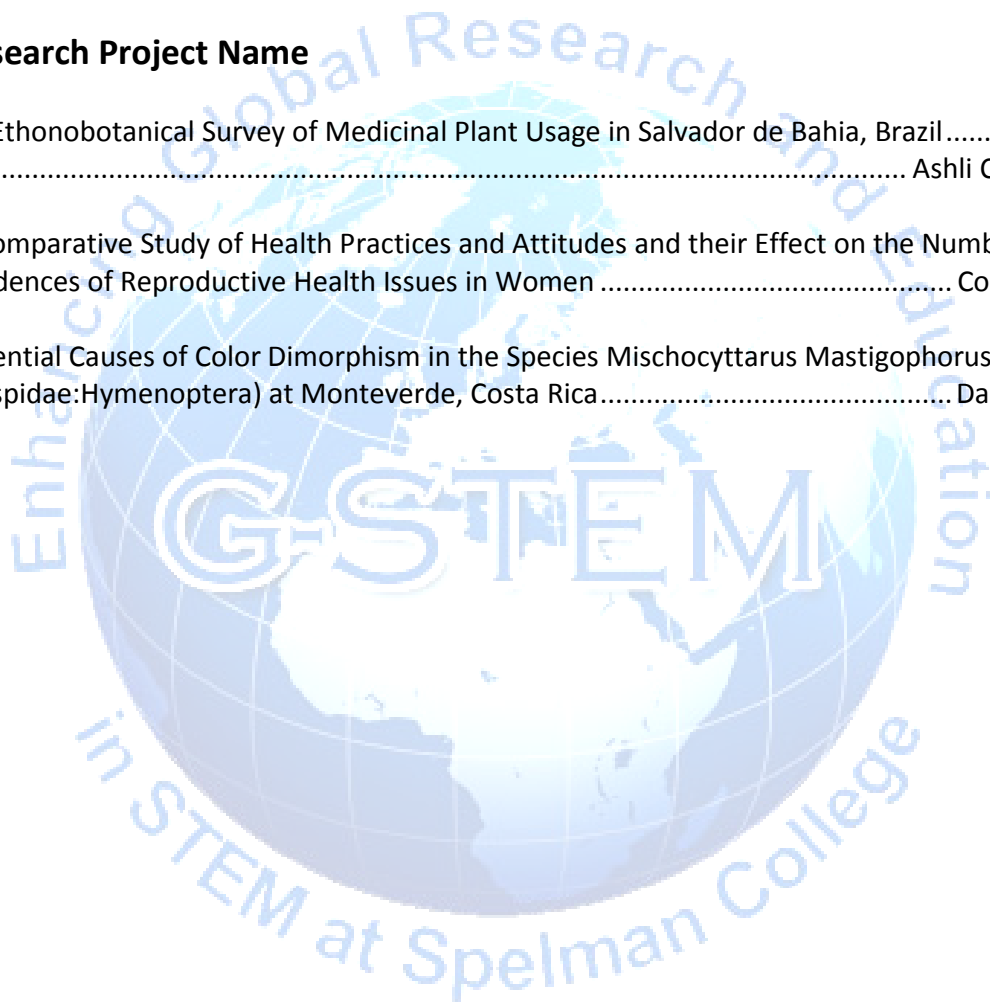 search Project Name
Ethonobotanical Survey of Medicinal Plant Usage in Salvador de Bahia, Brazil......
.................................................................................................................... Ashli C
omparative Study of Health Practices and Attitudes and their Effect on the Numb
dences of Reproductive Health Issues in Women ............................................ Co
ential Causes of Color Dimorphism in the Species Mischocyttarus Mastigophorus
spidae:Hymenoptera) at Monteverde, Costa Rica............................................ Da
Enhancing Global Research and Education
G-STEM
in STEM at Spelman College